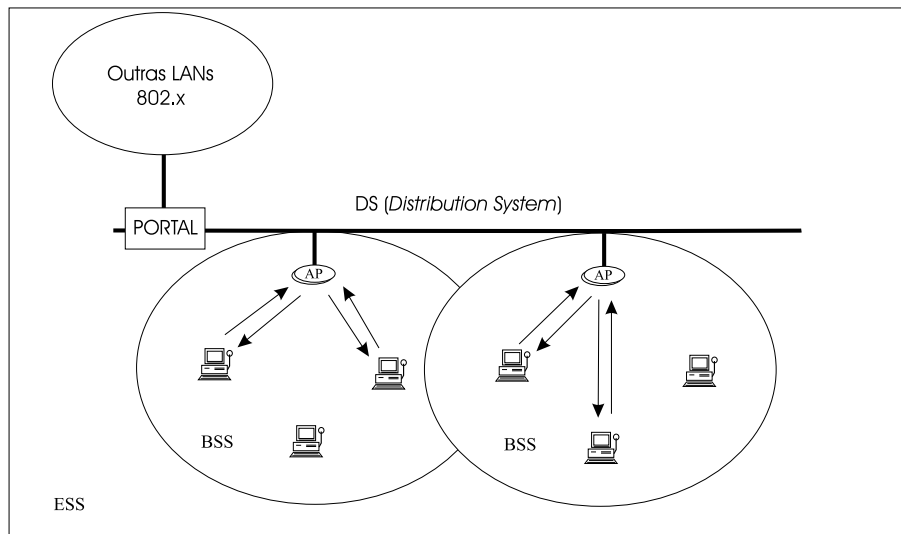 Outras LANs
802.x
DS (Distribution System)
PORTAL
AP
AP
BSS
BSS
ESS